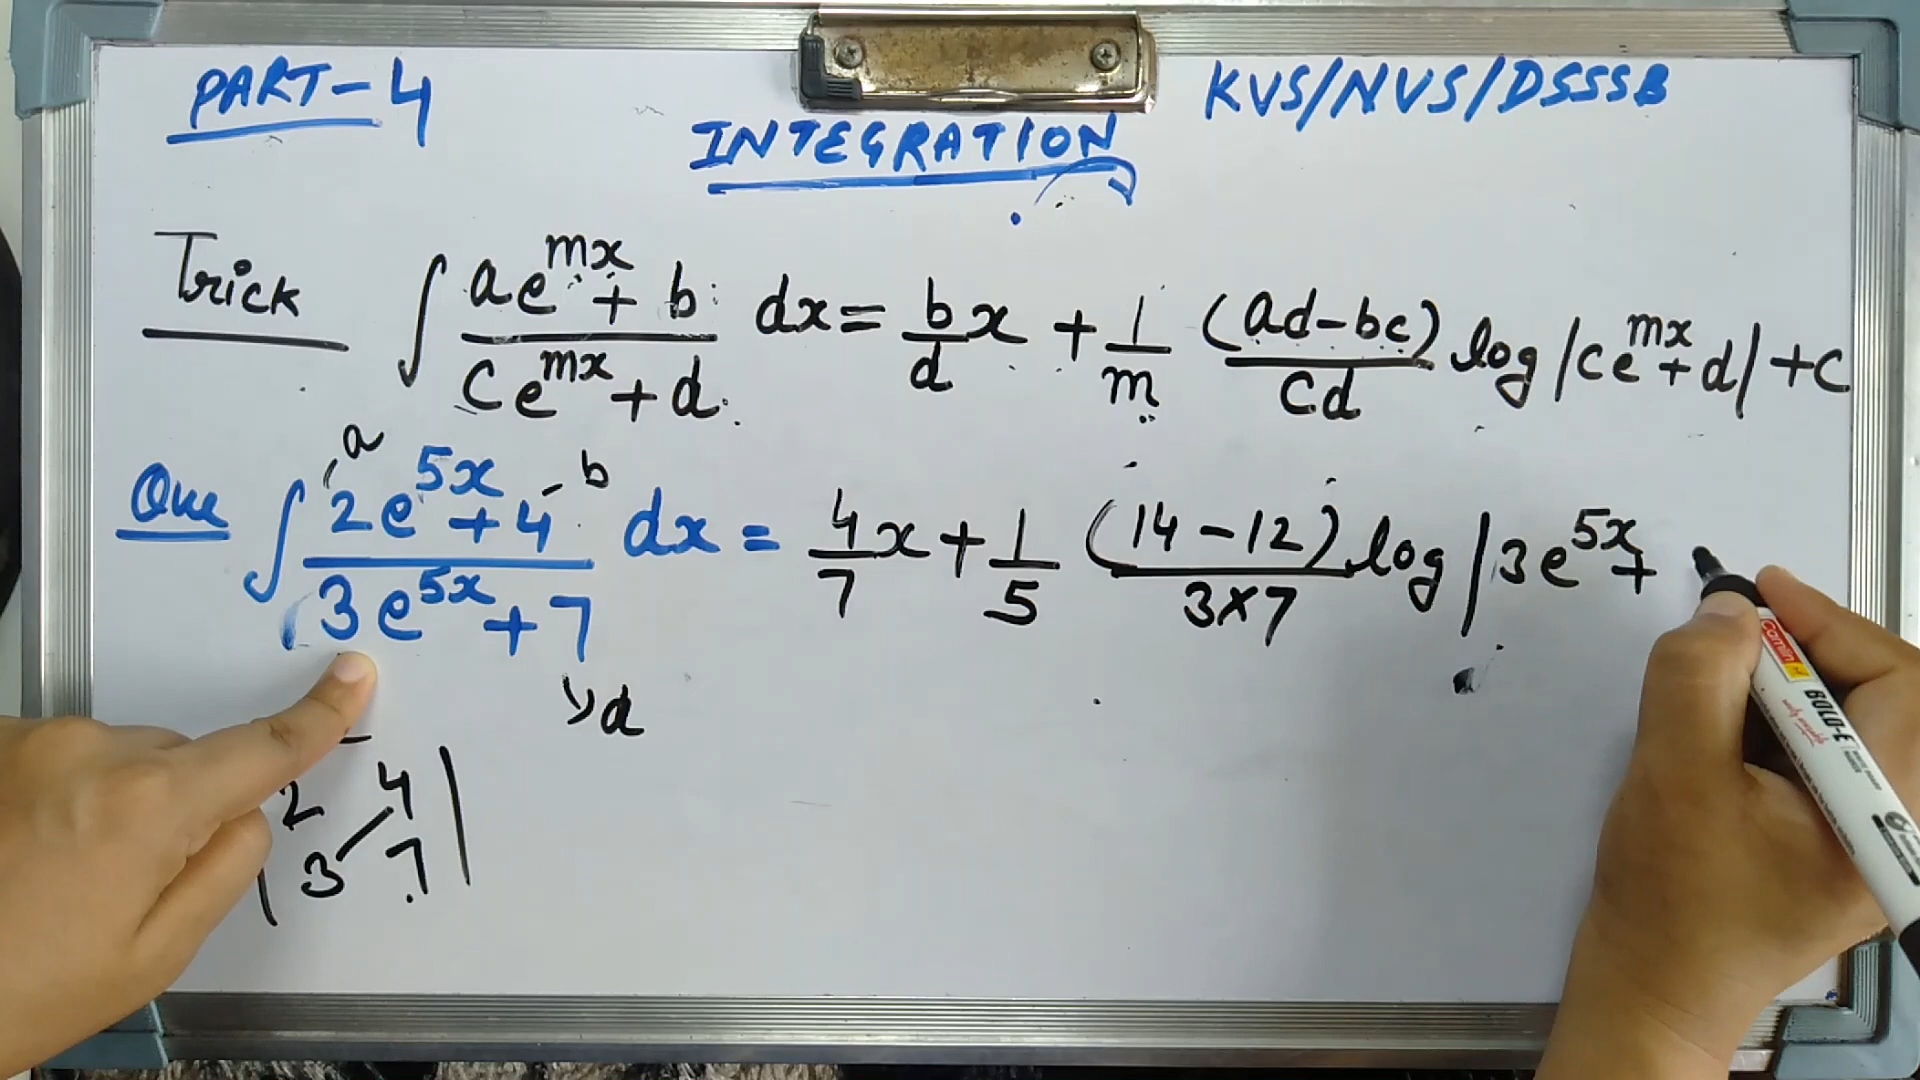 PART-4
KVS/NVS/DSSSB
INTEGRATION
Trick ∫ (ae^mx + b)/(Ce^mx + d) dx = b/d x + 1/m (ad-bc)/cd log|ce^mx + d| + C
a b
Que ∫ (2e^5x + 4)/(3e^5x + 7) dx = 4/7 x + 1/5 (14-12)/(3×7) log|3e^5x +
d
2 4
3 7
Camlin
BOLD-E